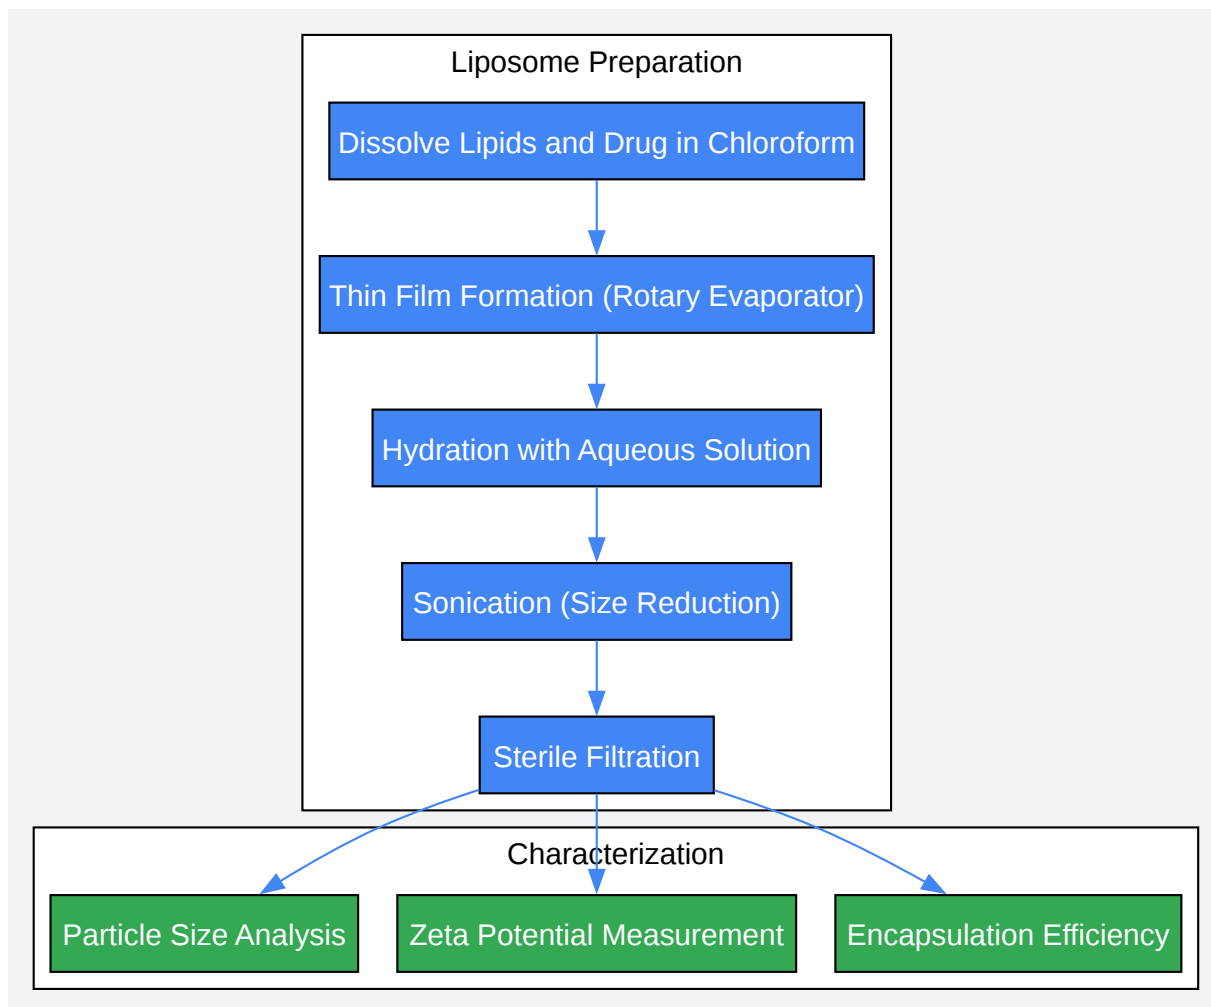 Liposome Preparation
Dissolve Lipids and Drug in Chloroform
Thin Film Formation (Rotary Evaporator)
Hydration with Aqueous Solution
Sonication (Size Reduction)
Sterile Filtration
Characterization
Particle Size Analysis
Zeta Potential Measurement
Encapsulation Efficiency